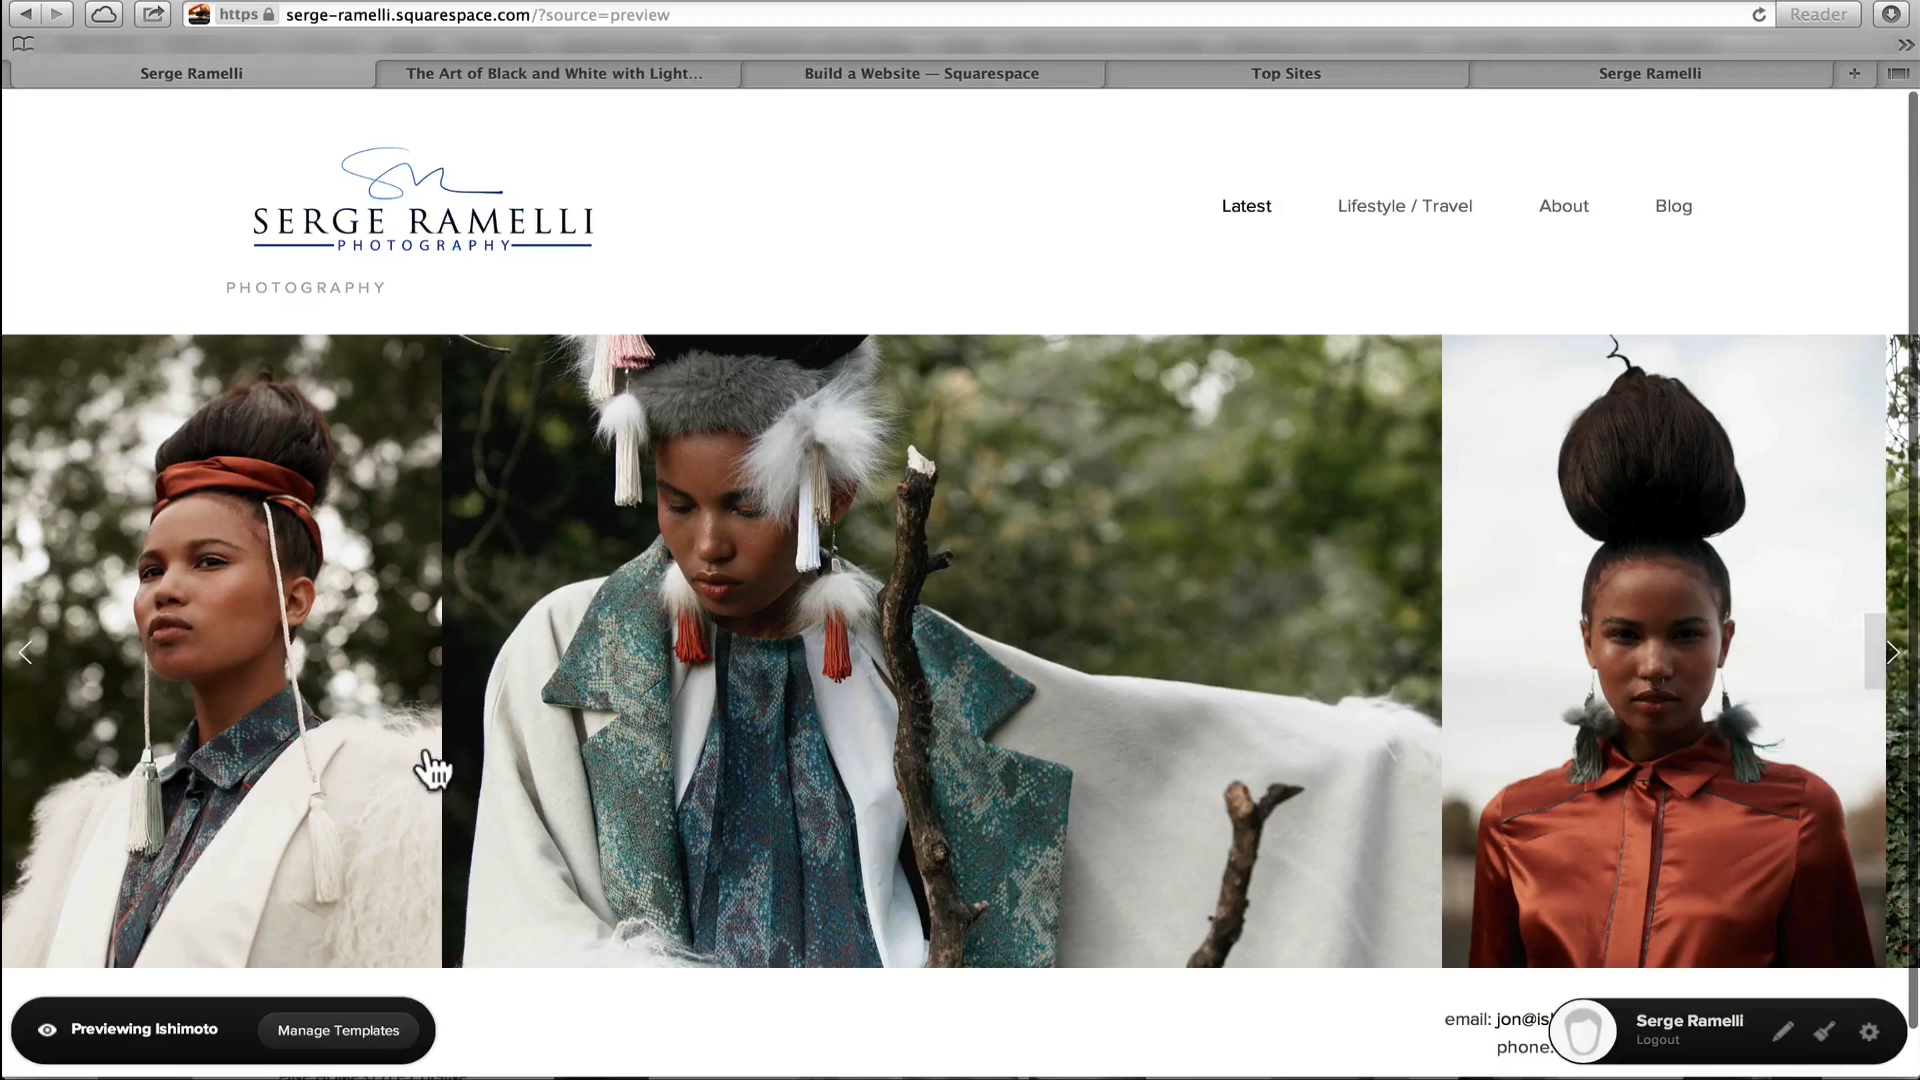 https serge-ramelli.squarespace.com/?source=preview
Reader
Serge Ramelli
The Art of Black and White with Light...
Build a Website — Squarespace
Top Sites
Serge Ramelli
SERGE RAMELLI
PHOTOGRAPHY
Latest
Lifestyle / Travel
About
Blog
PHOTOGRAPHY
Previewing Ishimoto
Manage Templates
email: jon@is
phone:
Serge Ramelli
Logout